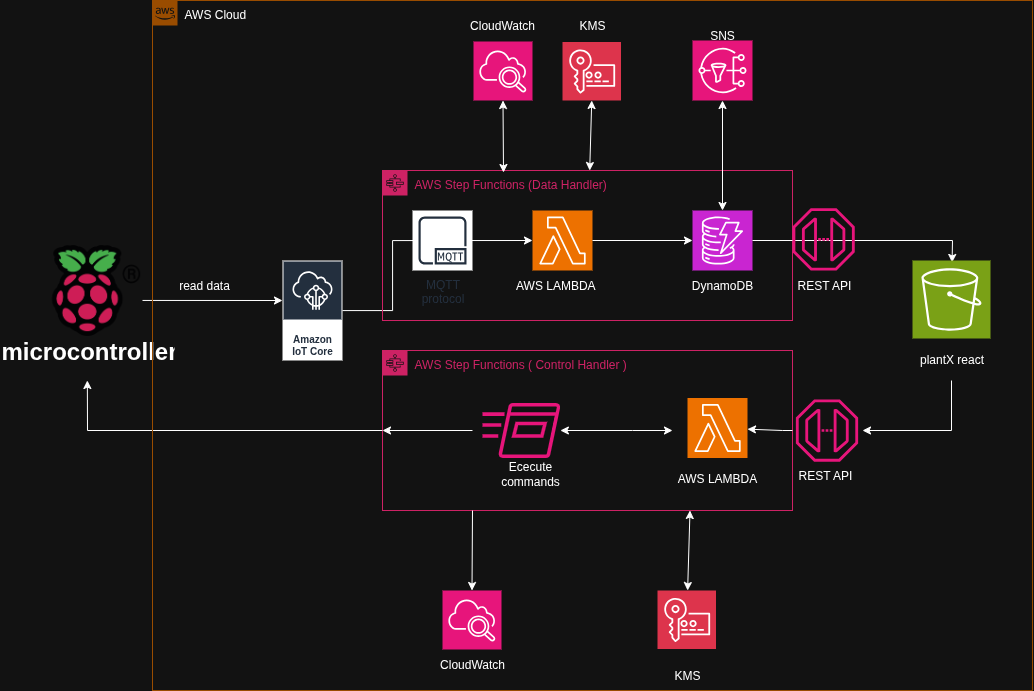 aws
AWS Cloud
CloudWatch
KMS
SNS
AWS Step Functions (Data Handler)
MQTT
MQTT
protocol
AWS LAMBDA
DynamoDB
REST API
®
read data
Amazon
IoT Core
microcontroller
plantX react
AWS Step Functions ( Control Handler )
Ececute
commands
AWS LAMBDA
REST API
CloudWatch
KMS